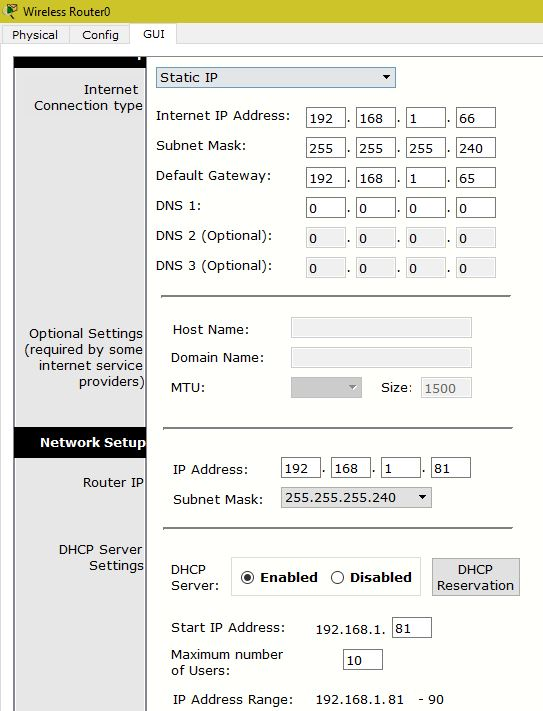 Wireless Router0
Physical Config GUI
Internet
Connection type
Static IP
Internet IP Address: 192 . 168 . 1 . 66
Subnet Mask: 255 . 255 . 255 . 240
Default Gateway: 192 . 168 . 1 . 65
DNS 1: 0 . 0 . 0 . 0
DNS 2 (Optional): 0 . 0 . 0 . 0
DNS 3 (Optional): 0 . 0 . 0 . 0
Optional Settings
(required by some
internet service
providers)
Host Name:
Domain Name:
MTU: Size: 1500
Network Setup
Router IP
IP Address: 192 . 168 . 1 . 81
Subnet Mask: 255.255.255.240
DHCP Server
Settings
DHCP
Server:
Enabled Disabled
DHCP
Reservation
Start IP Address: 192.168.1. 81
Maximum number
of Users:
10
IP Address Range: 192.168.1.81 - 90